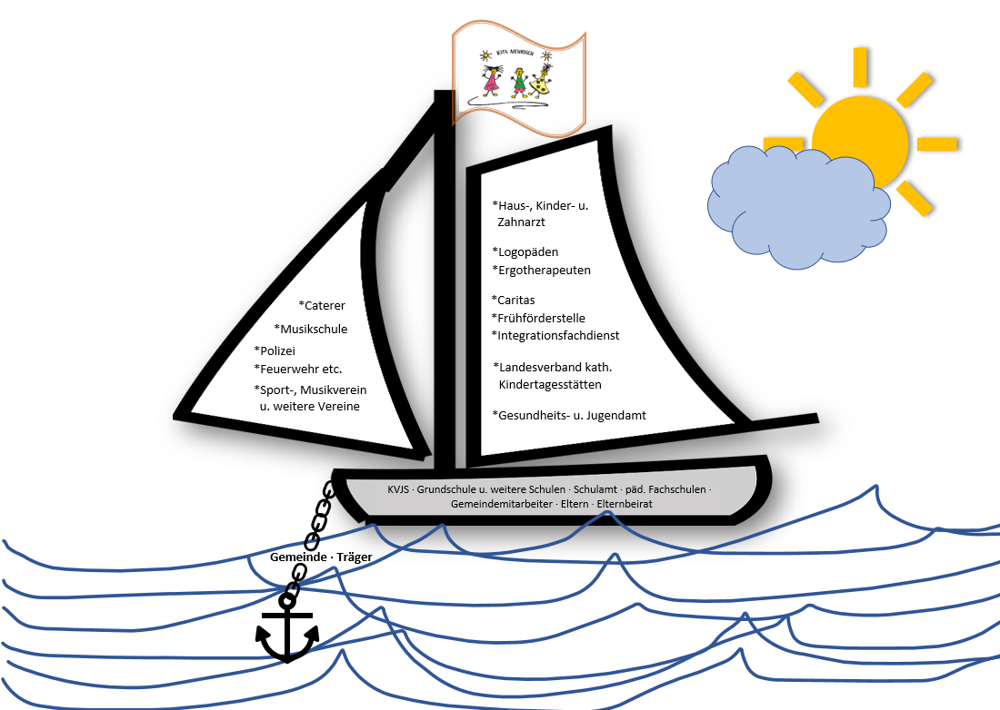 KITA NEUKIRCH
*Haus-, Kinder- u.
Zahnarzt
*Logopäden
*Ergotherapeuten
*Caritas
*Frühförderstelle
*Integrationsfachdienst
*Landesverband kath.
Kindertagesstätten
*Gesundheits- u. Jugendamt
*Caterer
*Musikschule
*Polizei
*Feuerwehr etc.
*Sport-, Musikverein
u. weitere Vereine
KVJS · Grundschule u. weitere Schulen · Schulamt · päd. Fachschulen ·
Gemeindemitarbeiter · Eltern · Elternbeirat
Gemeinde · Träger